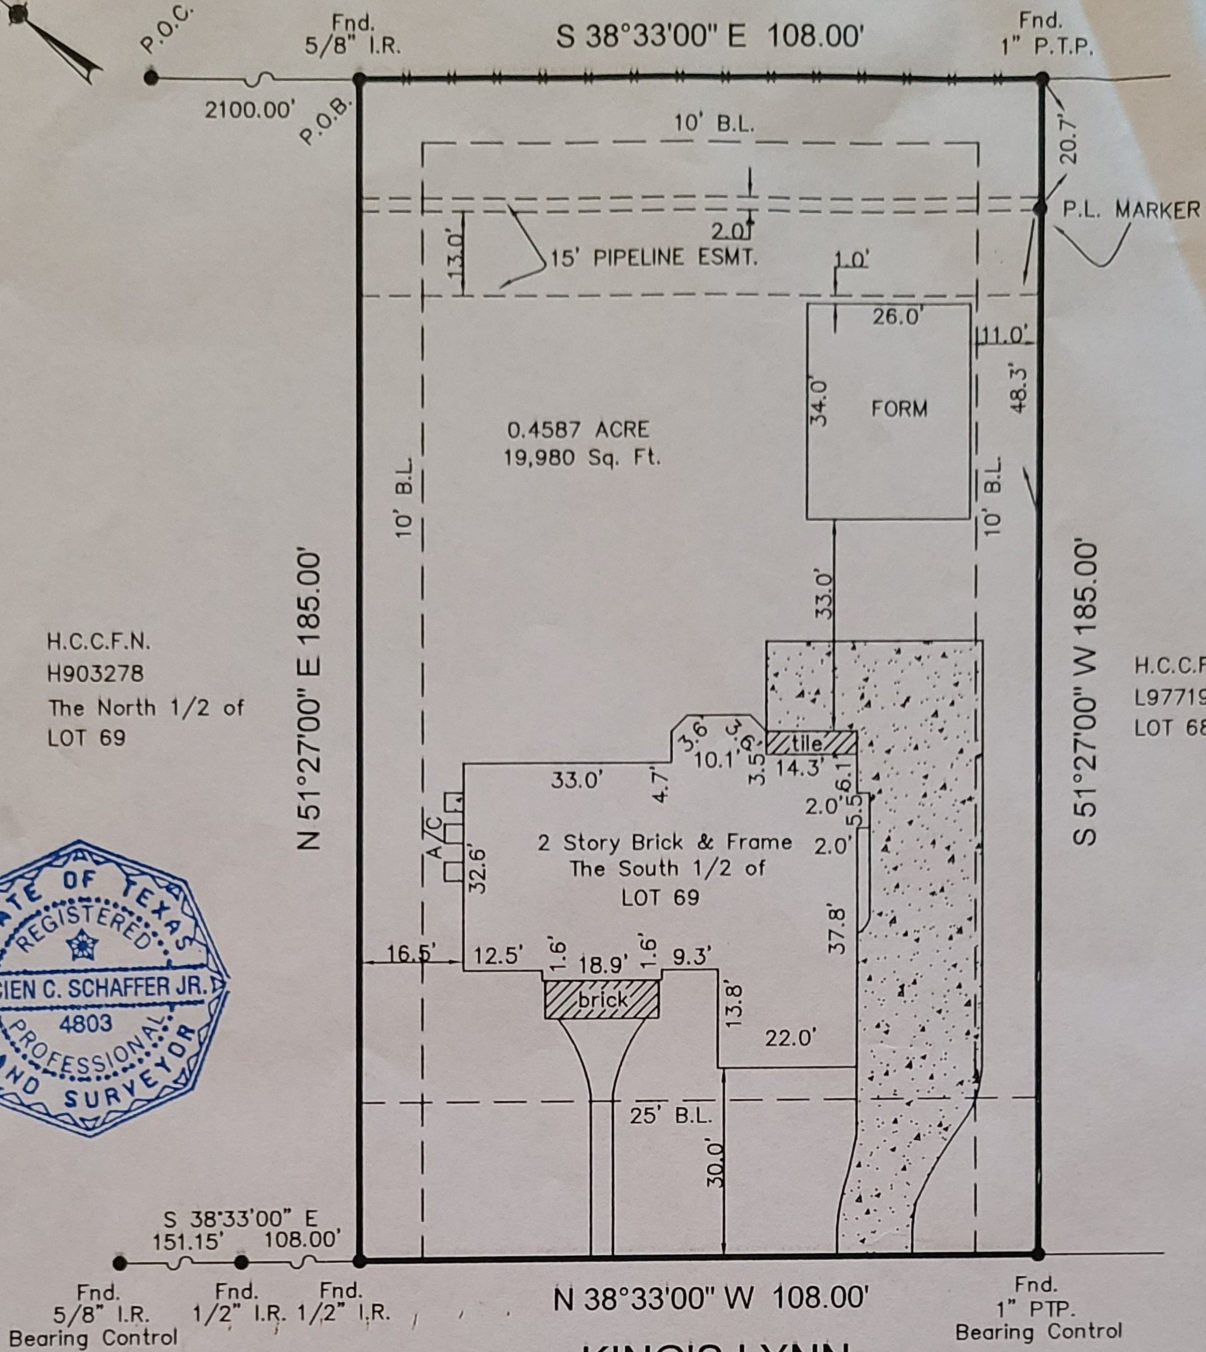 P.O.C.
Fnd.
5/8" I.R.
S 38°33'00" E 108.00'
Fnd.
1" P.T.P.
2100.00'
P.O.B.
10' B.L.
20.7'
P.L. MARKER
2.0'
13.0'
15' PIPELINE ESMT.
1.0'
26.0'
11.0'
34.0'
FORM
48.3'
0.4587 ACRE
19,980 Sq. Ft.
10' B.L.
10' B.L.
N 51°27'00" E 185.00'
S 51°27'00" W 185.00'
33.0'
H.C.C.F.N.
H903278
The North 1/2 of
LOT 69
H.C.C.F
L97719
LOT 68
3.6'
3.6'
10.1'
3.5'
tile
14.3'
6.1'
33.0'
4.7'
2.0'
5.5'
2.0'
A/C
32.6'
2 Story Brick & Frame
The South 1/2 of
LOT 69
37.8'
16.5'
12.5'
1.6'
18.9'
1.6'
9.3'
brick
13.8'
22.0'
ATE OF TEXAS
REGISTERED
IEN C. SCHAFFER JR.
4803
PROFESSIONAL
AND SURVEYOR
25' B.L.
30.0'
S 38°33'00" E
151.15' 108.00'
Fnd.
5/8" I.R.
Bearing Control
Fnd.
1/2" I.R.
Fnd.
1/2" I.R.
N 38°33'00" W 108.00'
Fnd.
1" PTP.
Bearing Control